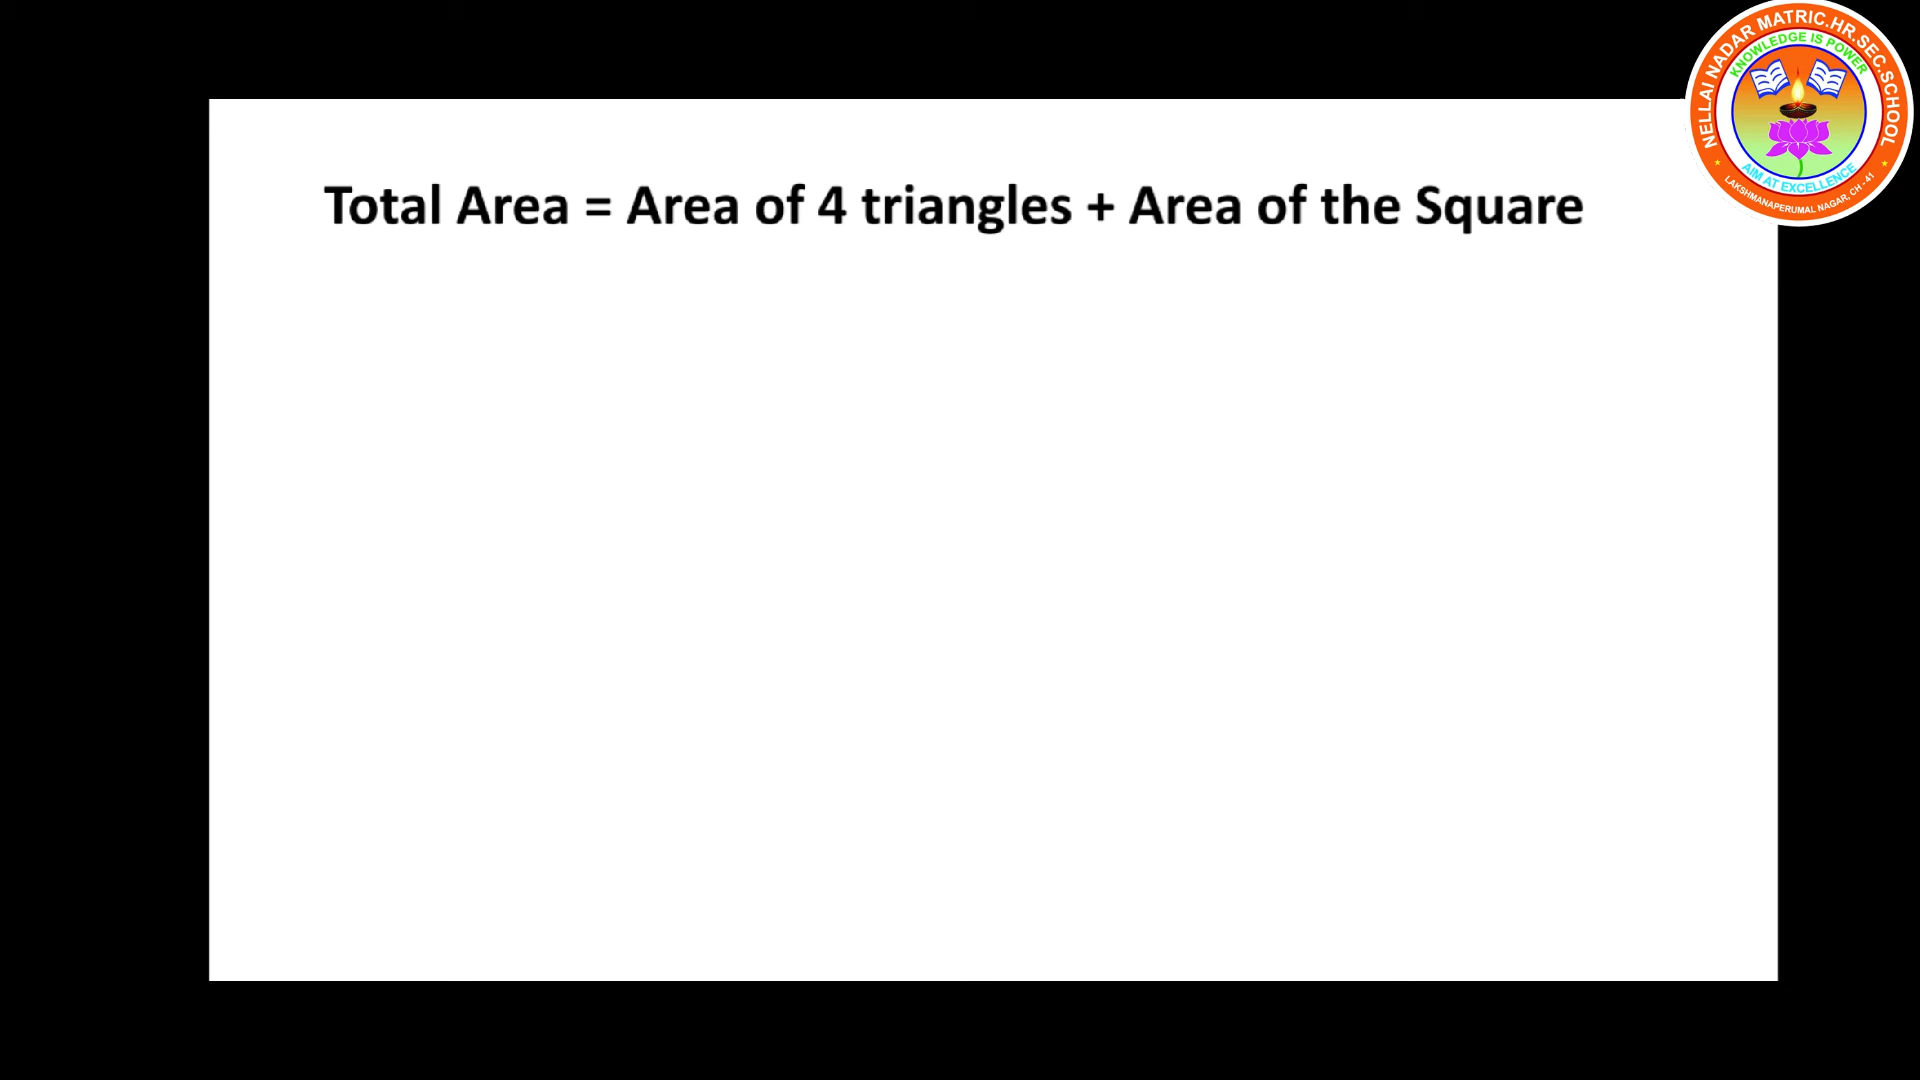 Total Area = Area of 4 triangles + Area of the Square
NELLAI NADAR MATRIC.HR.SEC.SCHOOL
KNOWLEDGE IS POWER
AIM AT EXCELLENCE
LAKSHMANAPERUMAL NAGAR, CH - 41